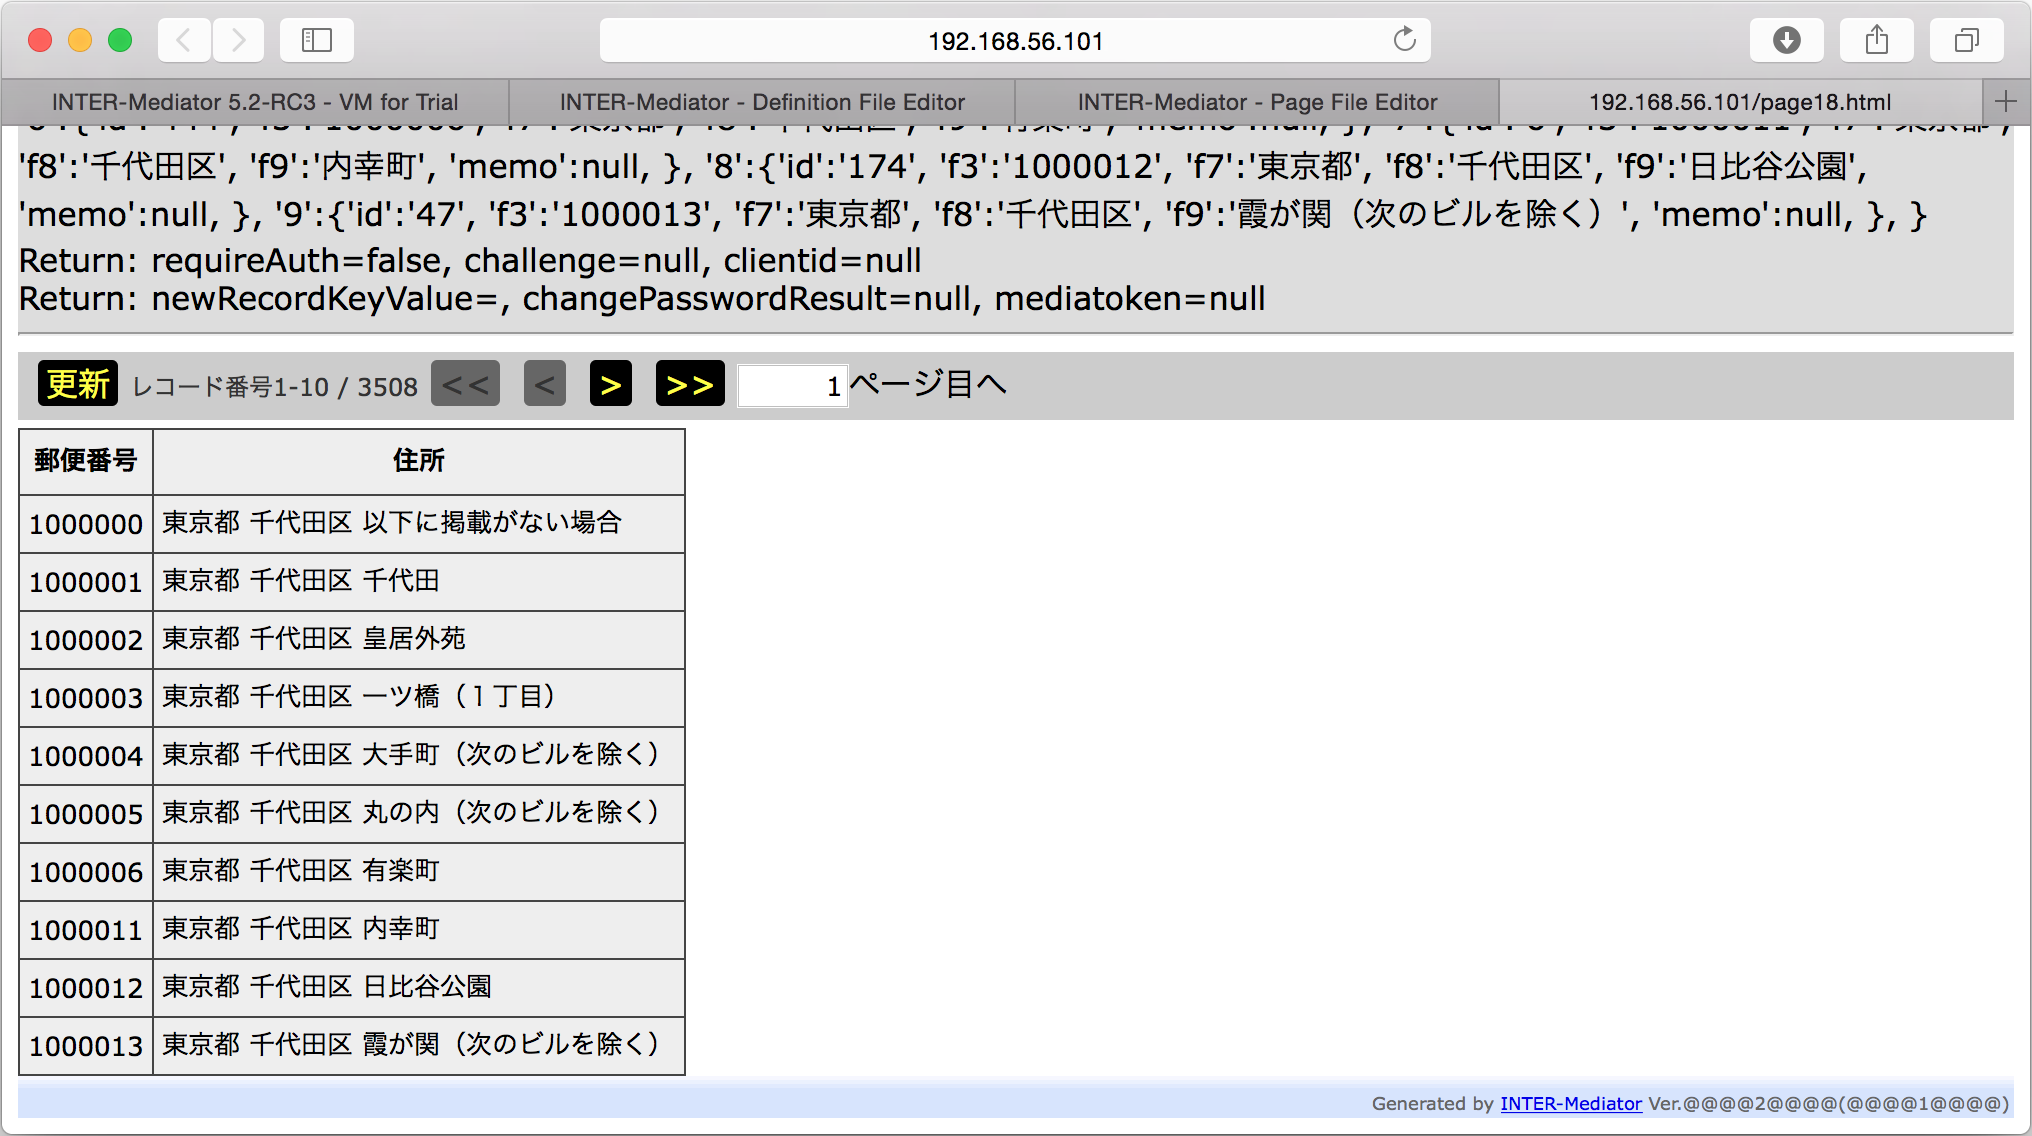 192.168.56.101
INTER-Mediator 5.2-RC3 - VM for Trial
INTER-Mediator - Definition File Editor
INTER-Mediator - Page File Editor
192.168.56.101/page18.html
'f8':'千代田区', 'f9':'内幸町', 'memo':null, }, '8':{'id':'174', 'f3':'1000012', 'f7':'東京都', 'f8':'千代田区', 'f9':'日比谷公園',
'memo':null, }, '9':{'id':'47', 'f3':'1000013', 'f7':'東京都', 'f8':'千代田区', 'f9':'霞が関（次のビルを除く）', 'memo':null, }, }
Return: requireAuth=false, challenge=null, clientid=null
Return: newRecordKeyValue=, changePasswordResult=null, mediatoken=null
更新 レコード番号1-10 / 3508 << < > >> 1ページ目へ
郵便番号 住所
1000000 東京都 千代田区 以下に掲載がない場合
1000001 東京都 千代田区 千代田
1000002 東京都 千代田区 皇居外苑
1000003 東京都 千代田区 一ツ橋（１丁目）
1000004 東京都 千代田区 大手町（次のビルを除く）
1000005 東京都 千代田区 丸の内（次のビルを除く）
1000006 東京都 千代田区 有楽町
1000011 東京都 千代田区 内幸町
1000012 東京都 千代田区 日比谷公園
1000013 東京都 千代田区 霞が関（次のビルを除く）
Generated by INTER-Mediator Ver.@@@@2@@@@(@@@@1@@@@)